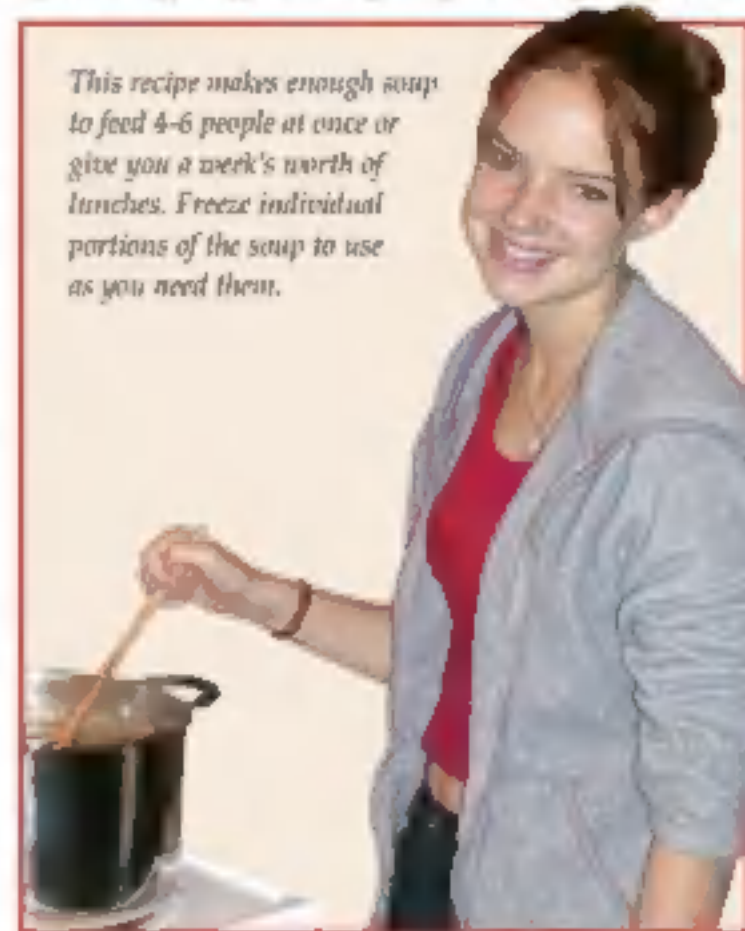 This recipe makes enough soup
to feed 4-6 people at once or
give you a week's worth of
lunches. Freeze individual
portions of the soup to use
as you need them.